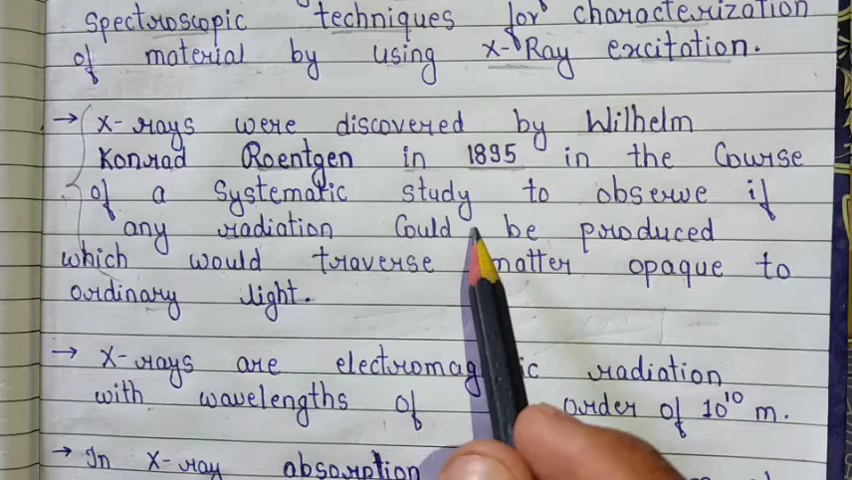 Spectroscopic techniques for characterization
of material by using X-Ray excitation.
→ X-rays were discovered by Wilhelm
Konrad Roentgen in 1895 in the Course
of a systematic study to observe if
any radiation Could be produced
which would traverse matter opaque to
ordinary light.
→ X-rays are radiation
with wavelengths of order of 10¹⁰ m.
→ In X-ray absorption